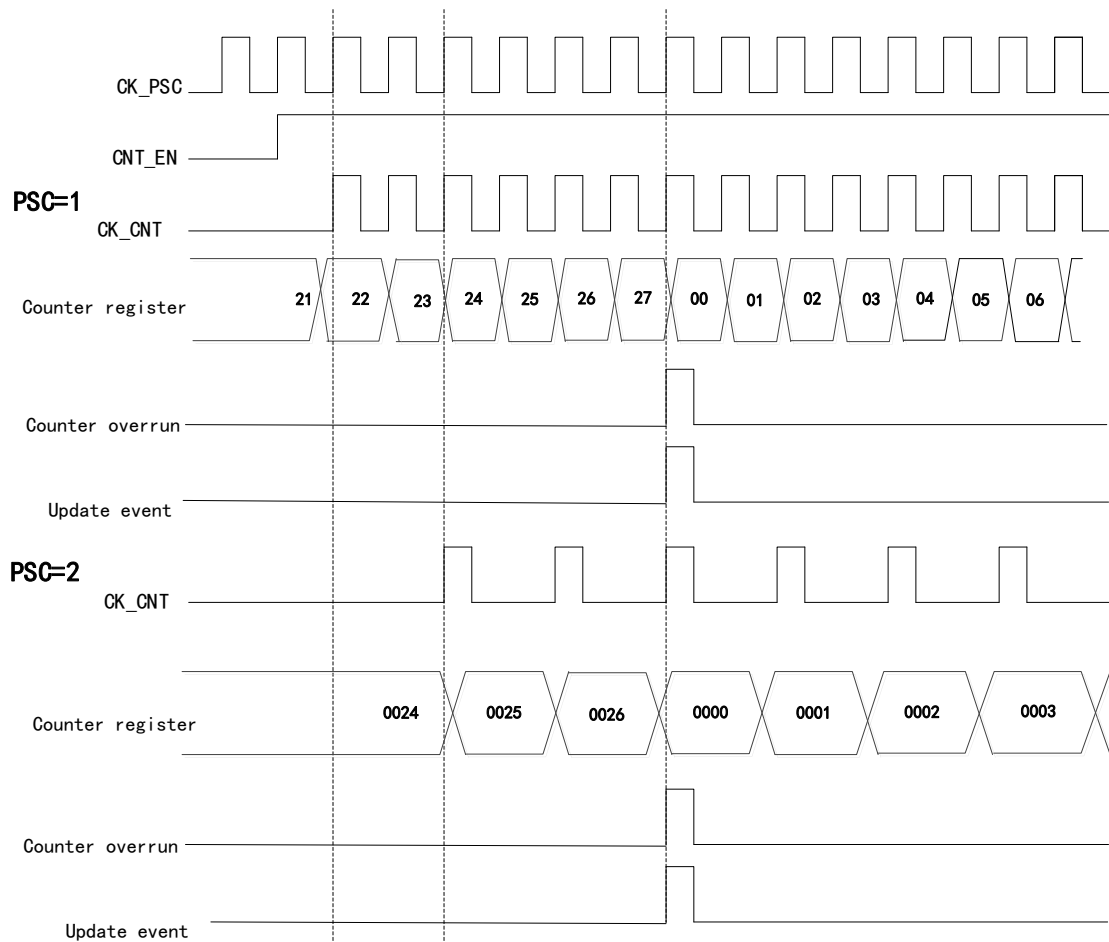 CK_PSC
CNT_EN
PSC=1
CK_CNT
Counter register 21 22 23 24 25 26 27 00 01 02 03 04 05 06
Counter overrun
Update event
PSC=2
CK_CNT
Counter register 0024 0025 0026 0000 0001 0002 0003
Counter overrun
Update event